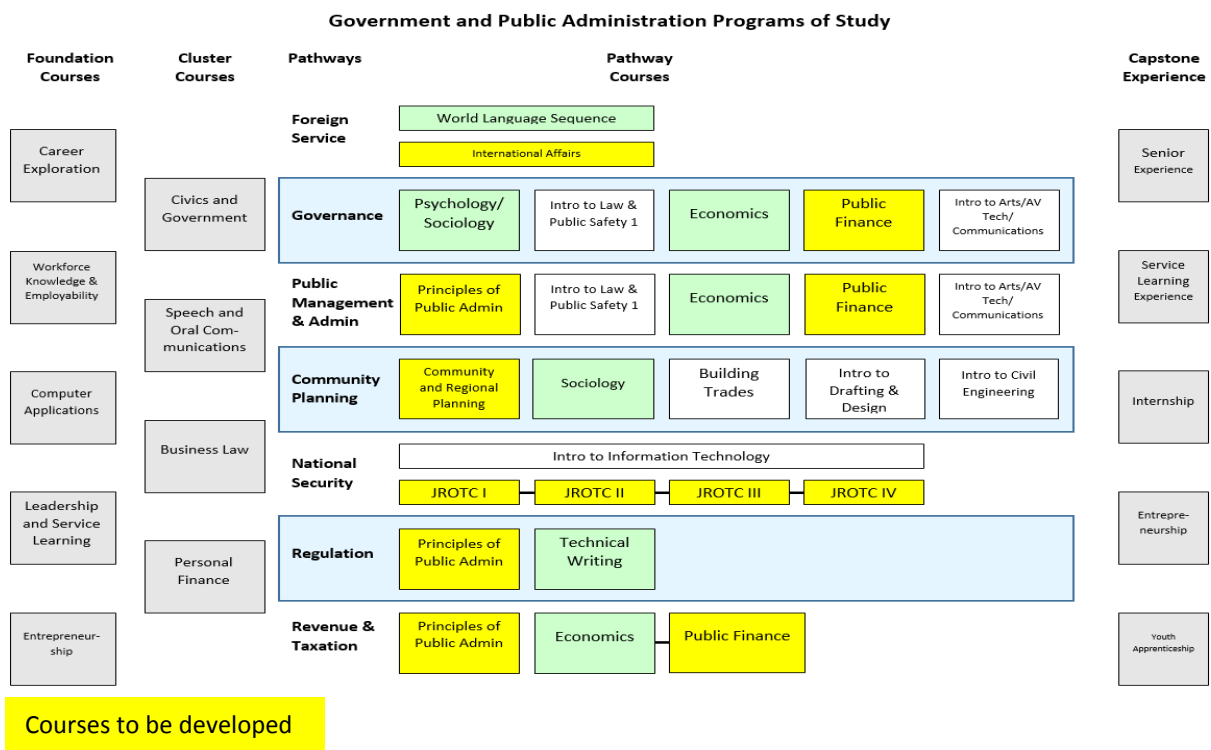 Government and Public Administration Programs of Study
Foundation
Courses
Cluster
Courses
Pathways
Pathway
Courses
Capstone
Experience
Career
Exploration
Workforce
Knowledge &
Employability
Computer
Applications
Leadership
and Service
Learning
Entrepreneur-
ship
Civics and
Government
Speech and
Oral Com-
munications
Business Law
Personal
Finance
Foreign
Service
World Language Sequence
International Affairs
Governance
Psychology/
Sociology
Intro to Law &
Public Safety 1
Economics
Public
Finance
Intro to Arts/AV
Tech/
Communications
Public
Management
& Admin
Principles of
Public Admin
Intro to Law &
Public Safety 1
Economics
Public
Finance
Intro to Arts/AV
Tech/
Communications
Community
Planning
Community
and Regional
Planning
Sociology
Building
Trades
Intro to
Drafting &
Design
Intro to Civil
Engineering
National
Security
Intro to Information Technology
JROTC I
JROTC II
JROTC III
JROTC IV
Regulation
Principles of
Public Admin
Technical
Writing
Revenue &
Taxation
Principles of
Public Admin
Economics
Public Finance
Senior
Experience
Service
Learning
Experience
Internship
Entrepre-
neurship
Youth
Apprenticeship
Courses to be developed